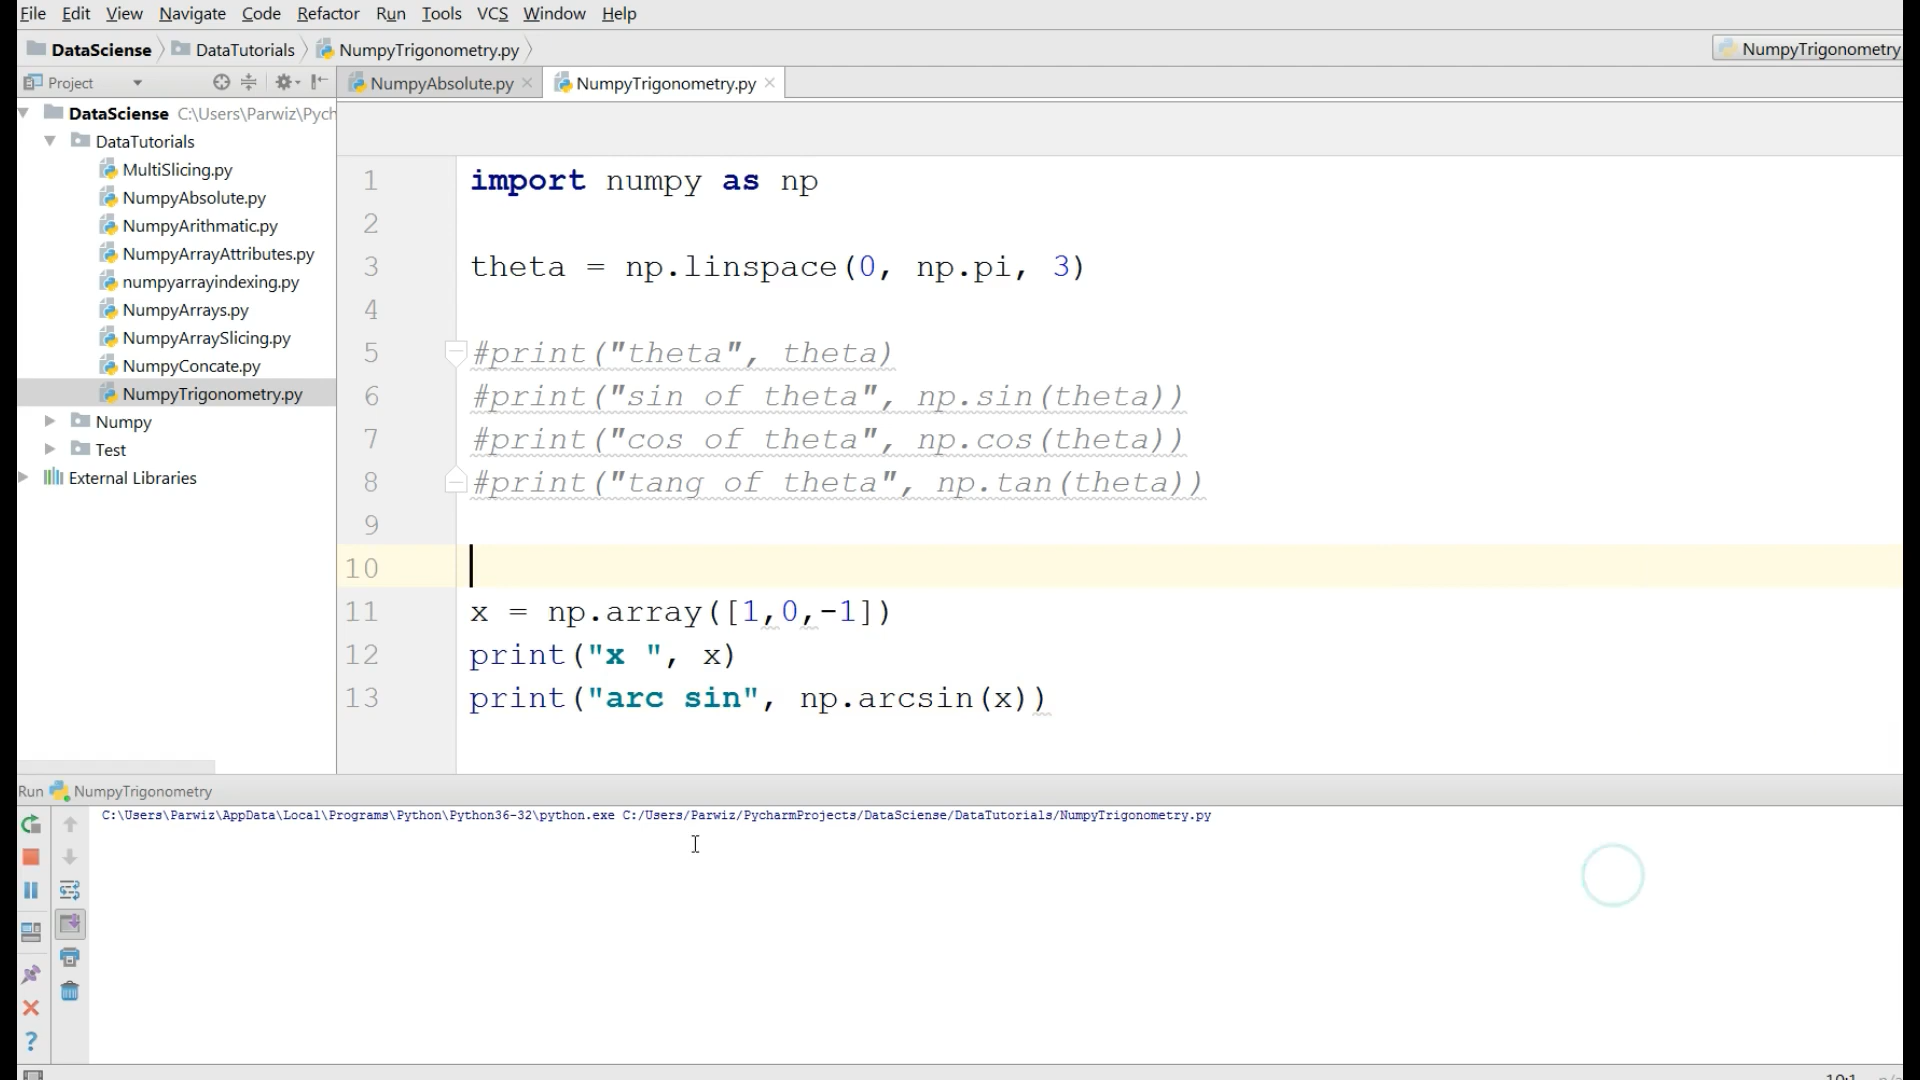 File Edit View Navigate Code Refactor Run Tools VCS Window Help
DataSciense DataTutorials NumpyTrigonometry.py NumpyTrigonometry
Project NumpyAbsolute.py NumpyTrigonometry.py
DataSciense C:\Users\Parwiz\Pych
DataTutorials
MultiSlicing.py
NumpyAbsolute.py
NumpyArithmatic.py
NumpyArrayAttributes.py
numpyarrayindexing.py
NumpyArrays.py
NumpyArraySlicing.py
NumpyConcate.py
NumpyTrigonometry.py
Numpy
Test
External Libraries
1 import numpy as np
2
3 theta = np.linspace(0, np.pi, 3)
4
5 #print("theta", theta)
6 #print("sin of theta", np.sin(theta))
7 #print("cos of theta", np.cos(theta))
8 #print("tang of theta", np.tan(theta))
9
10
11 x = np.array([1,0,-1])
12 print("x ", x)
13 print("arc sin", np.arcsin(x))
Run NumpyTrigonometry
C:\Users\Parwiz\AppData\Local\Programs\Python\Python36-32\python.exe C:/Users/Parwiz/PycharmProjects/DataSciense/DataTutorials/NumpyTrigonometry.py